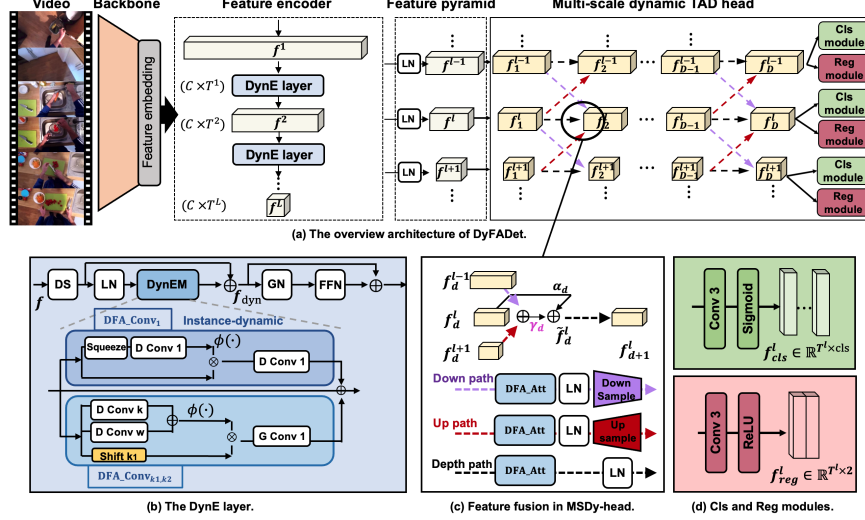 Video Backbone Feature encoder Feature pyramid Multi-scale dynamic TAD head
Feature embedding
f^1
(C × T^1) DynE layer
(C × T^2) f^2
DynE layer
(C × T^L) f^L
LN f^{l-1} f_1^{l-1} f_2^{l-1} ... f_{D-1}^{l-1} f_D^{l-1}
LN f^l f_1^l f_2^l f_{D-1}^l f_D^l
LN f^{l+1} f_1^{l+1} f_2^{l+1} ... f_{D-1}^{l+1} f_D^{l+1}
Cls module
Reg module
Cls module
Reg module
Cls module
Reg module
(a) The overview architecture of DyFADet.
f DS LN DynEM ⊕ f_dyn GN FFN ⊕
DFA_Conv_1 Instance-dynamic
Squeeze D Conv 1 ϕ(·) ⊗ D Conv 1
D Conv k ϕ(·)
D Conv w ⊗ G Conv 1
Shift k1
DFA_Conv_{k1,k2}
(b) The DynE layer.
f_d^{l-1} α_d
f_d^l γ_d f̃_d^l
f_d^{l+1} f_{d+1}^l
Down path DFA_Att LN Down Sample
Up path DFA_Att LN Up sample
Depth path DFA_Att LN
(c) Feature fusion in MSDy-head.
Conv 3 Sigmoid ...
f_{cls}^l ∈ ℝ^{T^l×cls}
Conv 3 ReLU
f_{reg}^l ∈ ℝ^{T^l×2}
(d) Cls and Reg modules.